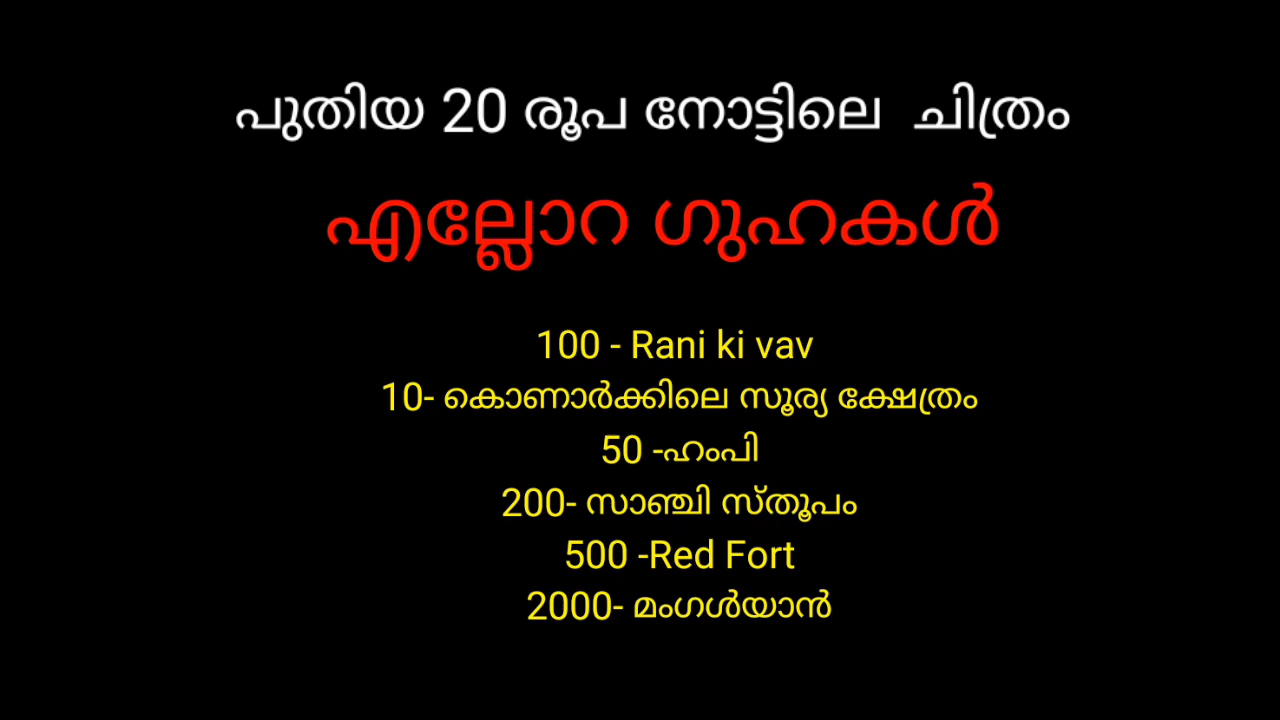 പുതിയ 20 രൂപ നോട്ടിലെ ചിത്രം
എല്ലോറ ഗുഹകൾ
100 - Rani ki vav
10- കൊണാർക്കിലെ സൂര്യ ക്ഷേത്രം
50 -ഹംപി
200- സാഞ്ചി സ്തൂപം
500 -Red Fort
2000- മംഗൾയാൻ